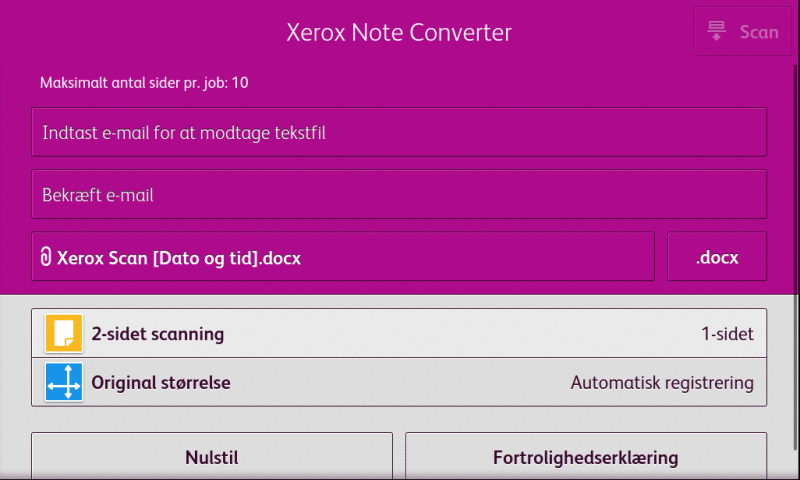 Xerox Note Converter
Scan
Maksimalt antal sider pr. job: 10
Indtast e-mail for at modtage tekstfil
Bekræft e-mail
Xerox Scan [Dato og tid].docx
.docx
2-sidet scanning
1-sidet
Original størrelse
Automatisk registrering
Nulstil
Fortrolighedserklæring